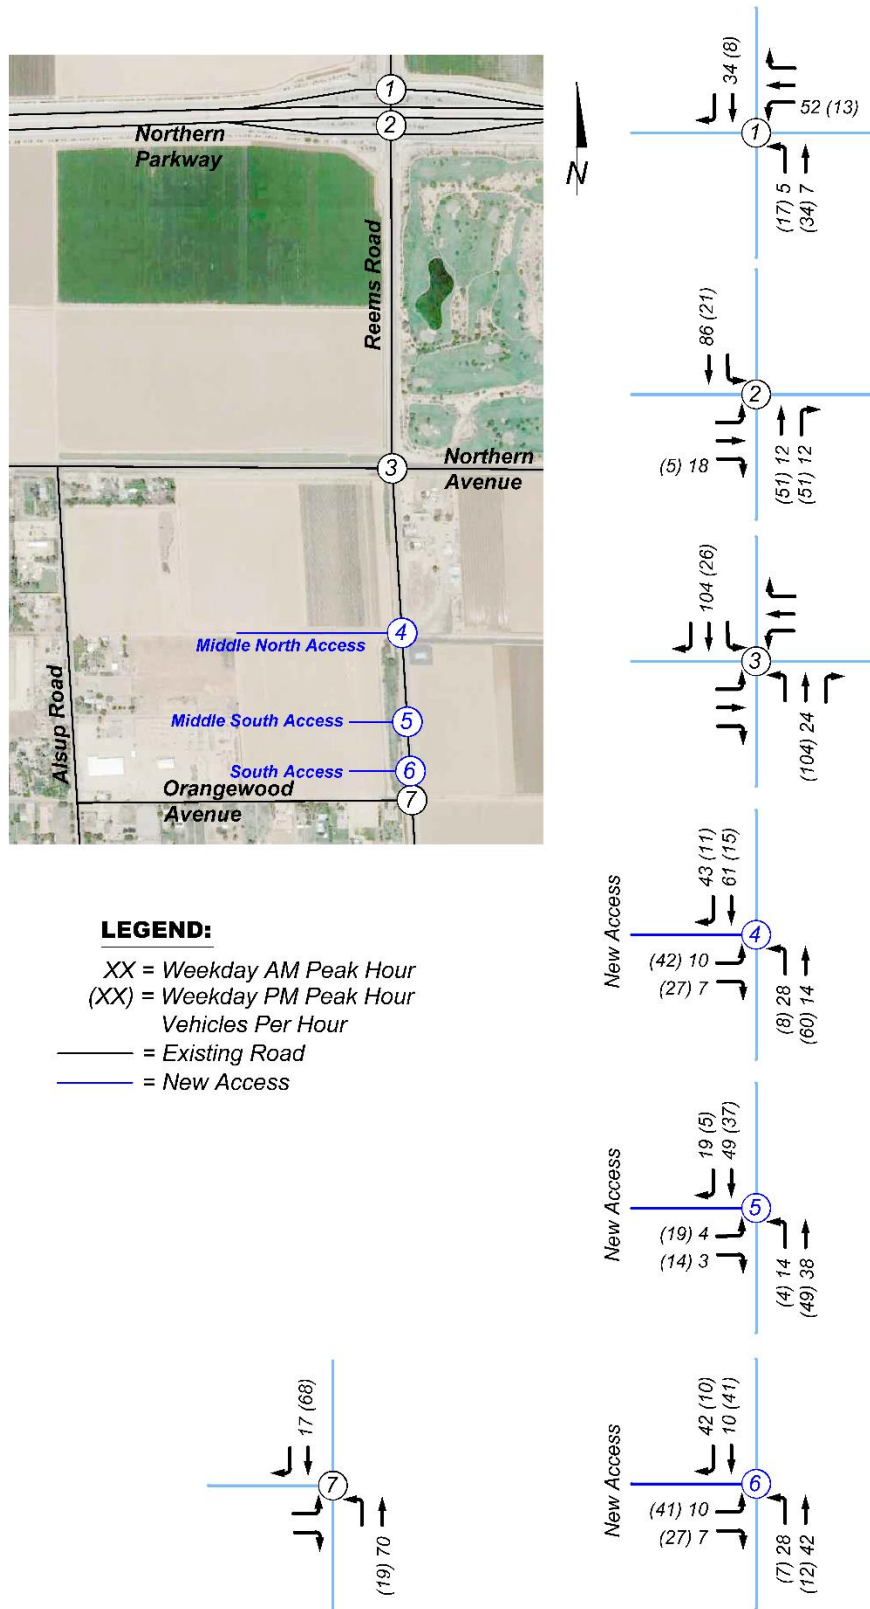 1
2
Northern
Parkway
Reems Road
3
Northern
Avenue
4
Middle North Access
Middle South Access
5
South Access
6
Orangewood
Avenue
7
Alsup Road
N
LEGEND:
XX = Weekday AM Peak Hour
(XX) = Weekday PM Peak Hour
Vehicles Per Hour
= Existing Road
= New Access
34 (8)
52 (13)
1
(17) 5
(34) 7
86 (21)
2
(5) 18
(51) 12
(51) 12
104 (26)
3
(104) 24
New Access
43 (11)
61 (15)
4
(42) 10
(27) 7
(8) 28
(60) 14
New Access
19 (5)
49 (37)
5
(19) 4
(14) 3
(4) 14
(49) 38
New Access
42 (10)
10 (41)
6
(41) 10
(27) 7
(7) 28
(12) 42
17 (68)
7
(19) 70